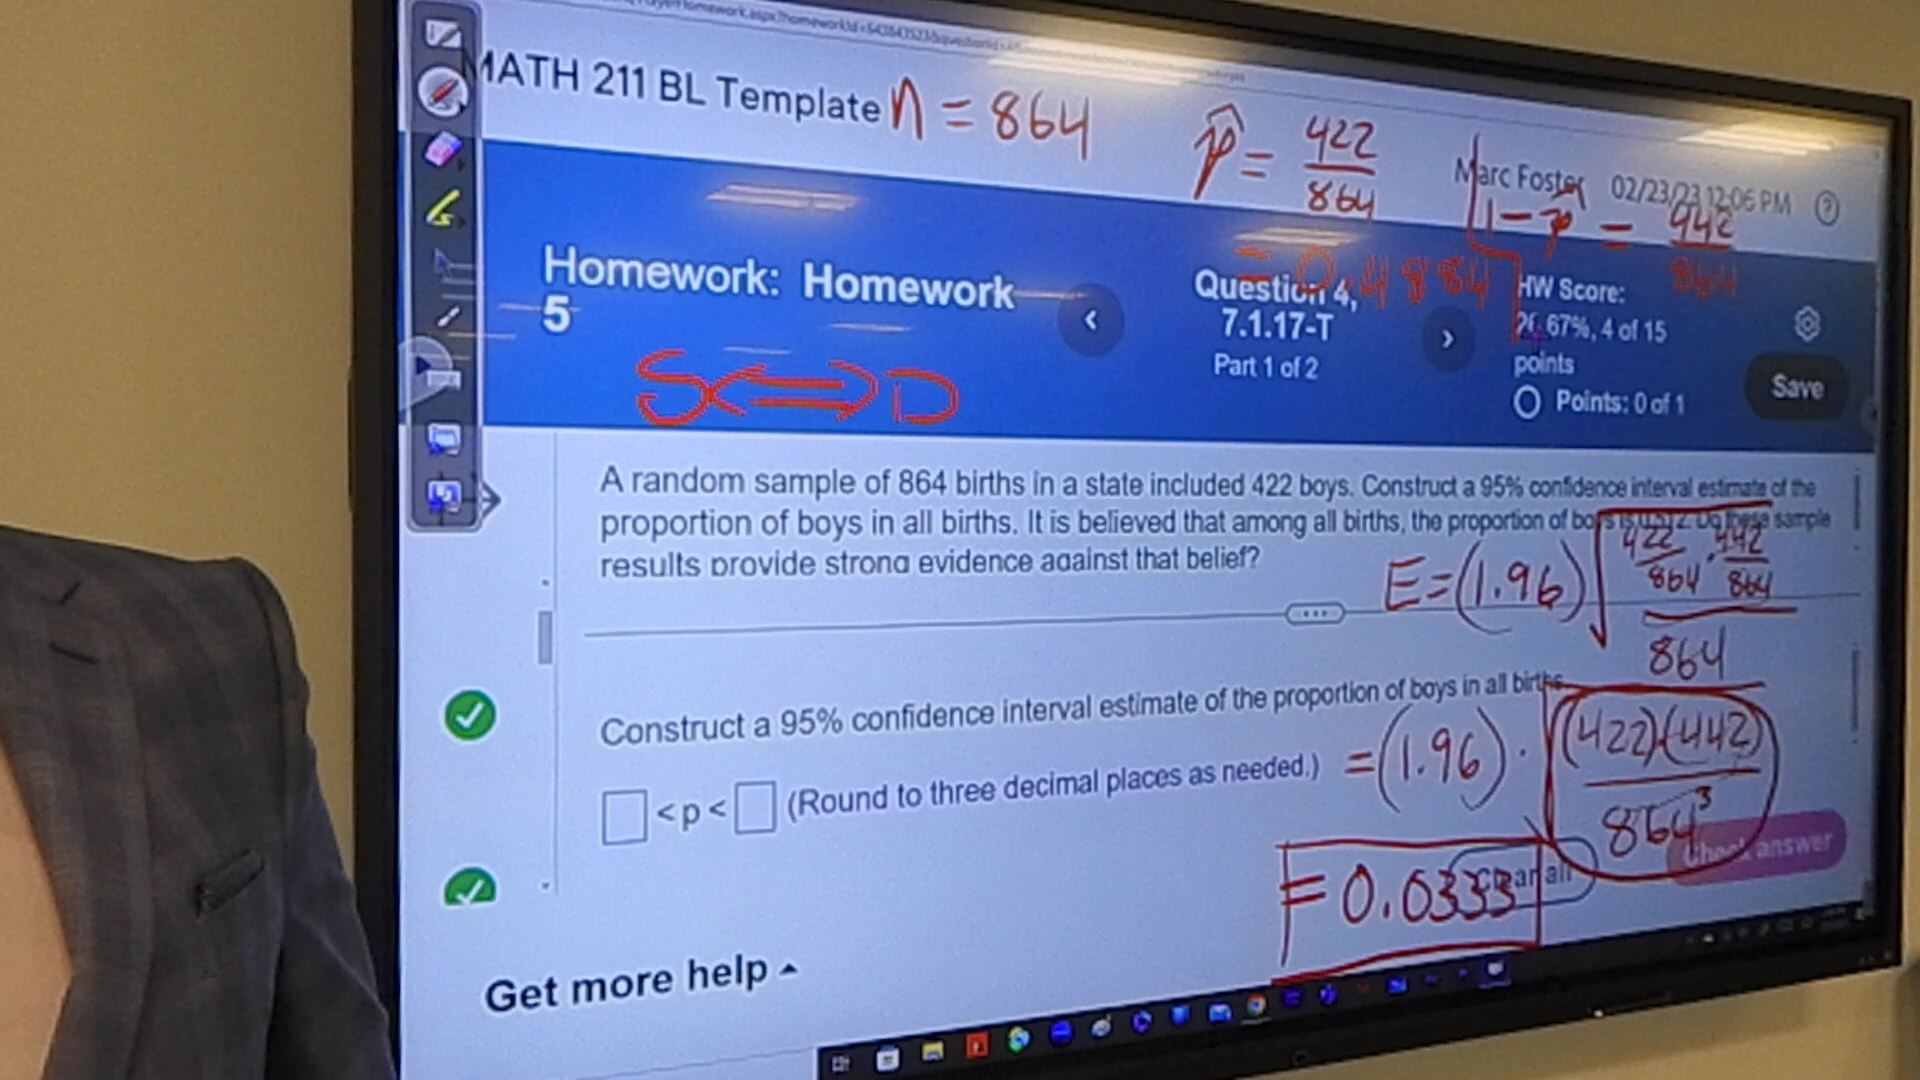 MATH 211 BL Template
n = 864
p̂ = 422/864
= 0.4884
Marc Foster 02/23/23 12:06 PM
1 - p̂ = 442/864
Homework: Homework 5
Question 4, 7.1.17-T
Part 1 of 2
HW Score:
67%, 4 of 15 points
Points: 0 of 1
Save
S ⟺ D
A random sample of 864 births in a state included 422 boys. Construct a 95% confidence interval estimate of the
proportion of boys in all births. It is believed that among all births, the proportion of boys is 0.512. Do these sample
results provide strong evidence against that belief?
E = (1.96) √(422/864 · 442/864 / 864)
Construct a 95% confidence interval estimate of the proportion of boys in all births
< p < (Round to three decimal places as needed.)
= (1.96) · √((422)(442) / 864³)
= 0.0333
Clear all
Check answer
Get more help